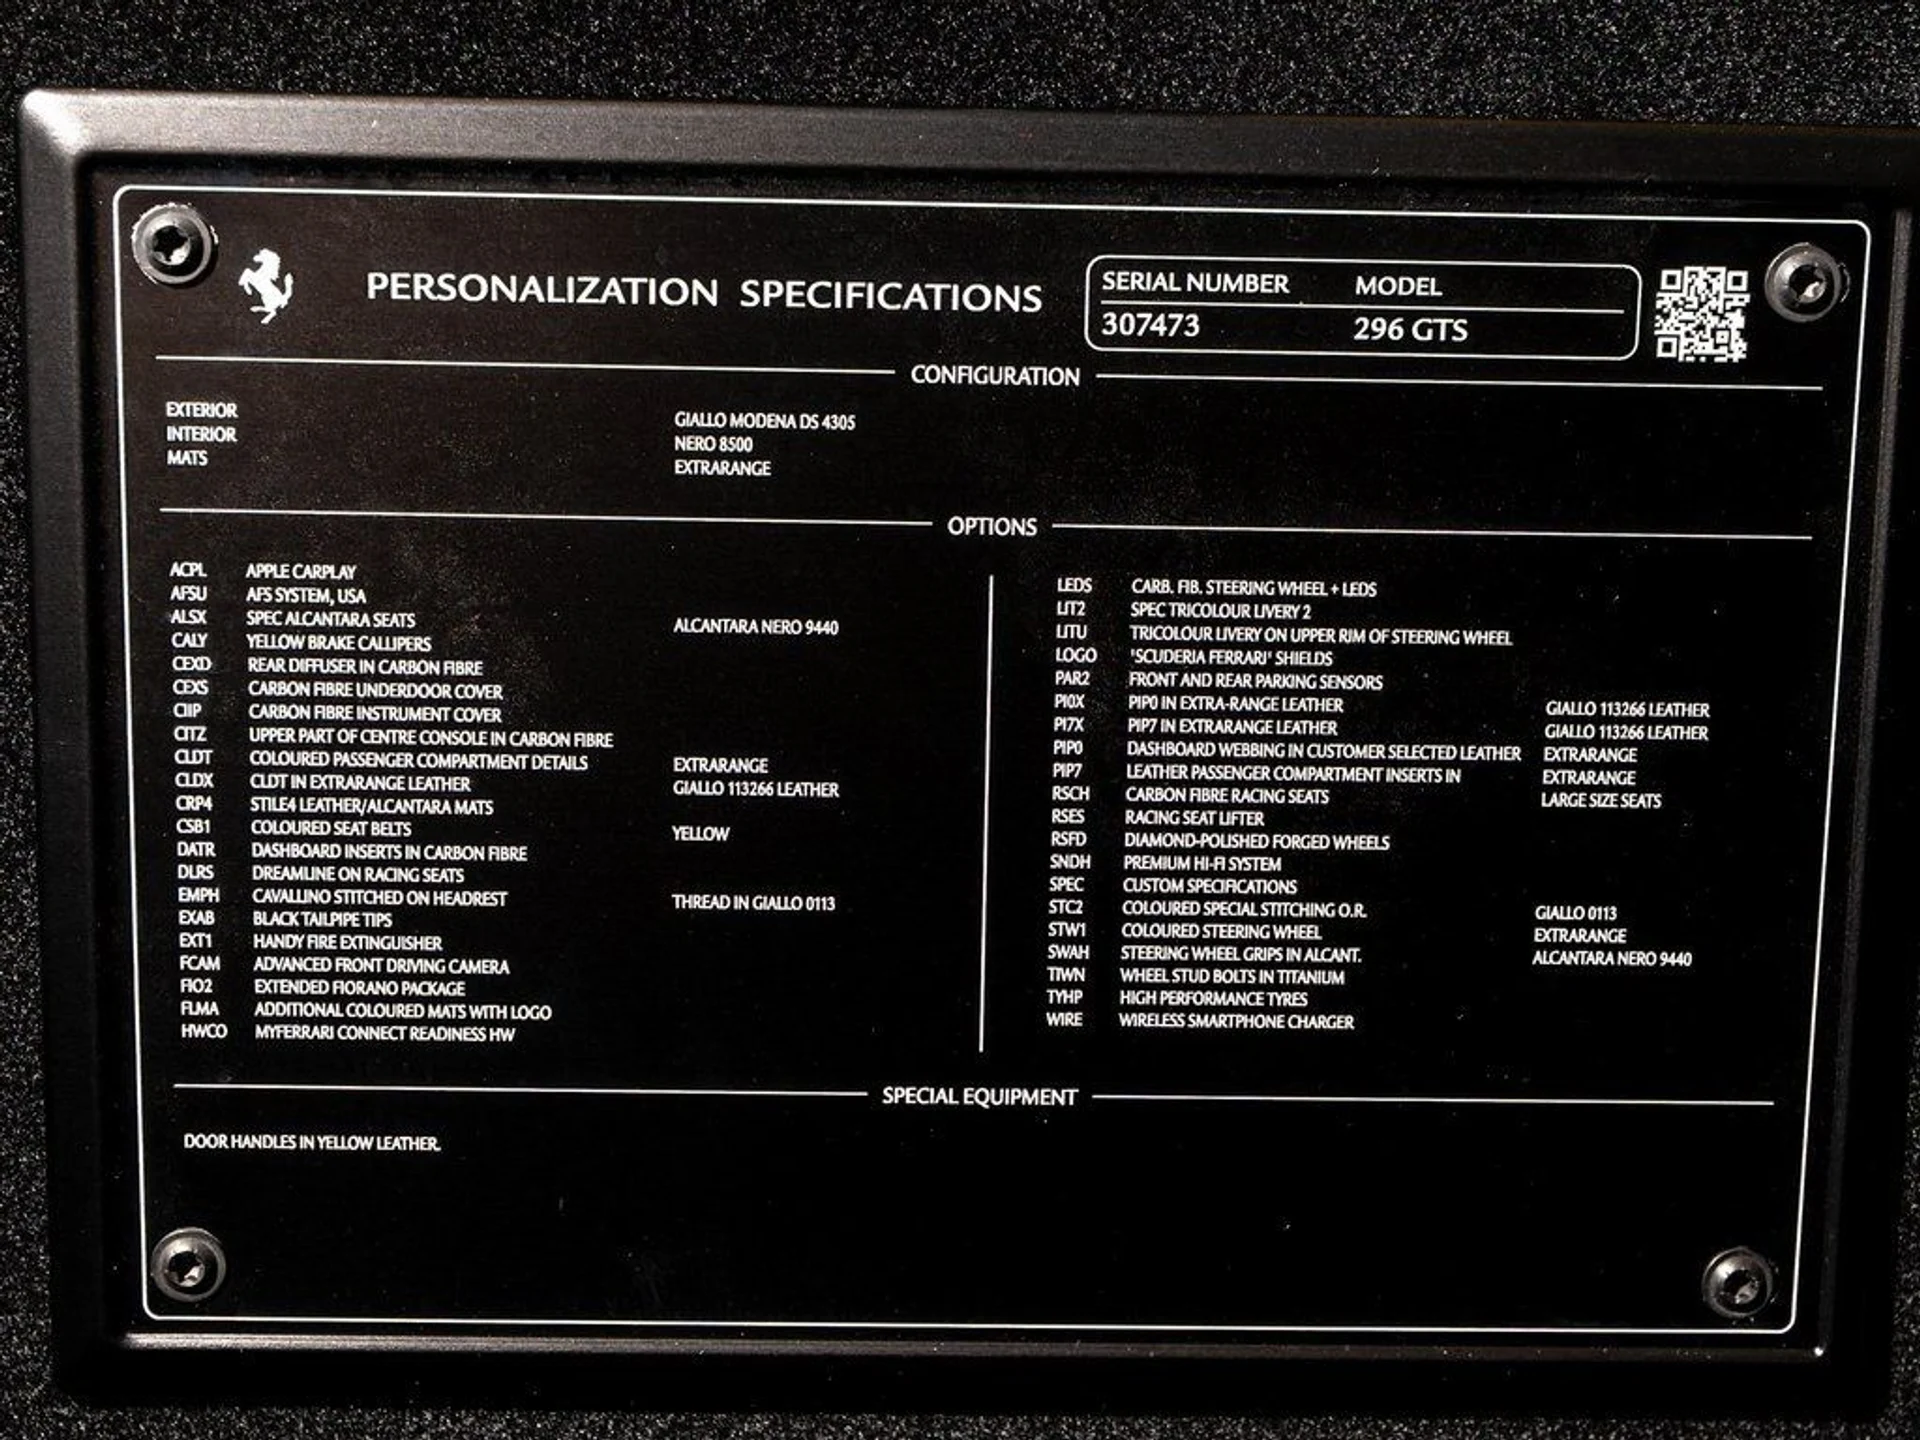 PERSONALIZATION SPECIFICATIONS
SERIAL NUMBER MODEL
307473 296 GTS
CONFIGURATION
EXTERIOR GIALLO MODENA DS 4305
INTERIOR NERO 8500
MATS EXTRARANGE
OPTIONS
ACPL APPLE CARPLAY
AFSU AFS SYSTEM, USA
ALSX SPEC ALCANTARA SEATS ALCANTARA NERO 9440
CALY YELLOW BRAKE CALLIPERS
CEXD REAR DIFFUSER IN CARBON FIBRE
CEXS CARBON FIBRE UNDERDOOR COVER
CIIP CARBON FIBRE INSTRUMENT COVER
CITZ UPPER PART OF CENTRE CONSOLE IN CARBON FIBRE
CLDT COLOURED PASSENGER COMPARTMENT DETAILS EXTRARANGE
CLDX CLDT IN EXTRARANGE LEATHER GIALLO 113266 LEATHER
CRP4 STILE4 LEATHER/ALCANTARA MATS
CSB1 COLOURED SEAT BELTS YELLOW
DATR DASHBOARD INSERTS IN CARBON FIBRE
DLRS DREAMLINE ON RACING SEATS
EMPH CAVALLINO STITCHED ON HEADREST THREAD IN GIALLO 0113
EXAB BLACK TAILPIPE TIPS
EXT1 HANDY FIRE EXTINGUISHER
FCAM ADVANCED FRONT DRIVING CAMERA
FIO2 EXTENDED FIORANO PACKAGE
FLMA ADDITIONAL COLOURED MATS WITH LOGO
HWCO MYFERRARI CONNECT READINESS HW
LEDS CARB. FIB. STEERING WHEEL + LEDS
LIT2 SPEC TRICOLOUR LIVERY 2
LITU TRICOLOUR LIVERY ON UPPER RIM OF STEERING WHEEL
LOGO 'SCUDERIA FERRARI' SHIELDS
PAR2 FRONT AND REAR PARKING SENSORS
PI0X PIP0 IN EXTRA-RANGE LEATHER GIALLO 113266 LEATHER
PI7X PIP7 IN EXTRARANGE LEATHER GIALLO 113266 LEATHER
PIP0 DASHBOARD WEBBING IN CUSTOMER SELECTED LEATHER EXTRARANGE
PIP7 LEATHER PASSENGER COMPARTMENT INSERTS IN EXTRARANGE
RSCH CARBON FIBRE RACING SEATS LARGE SIZE SEATS
RSES RACING SEAT LIFTER
RSFD DIAMOND-POLISHED FORGED WHEELS
SNDH PREMIUM HI-FI SYSTEM
SPEC CUSTOM SPECIFICATIONS
STC2 COLOURED SPECIAL STITCHING O.R. GIALLO 0113
STW1 COLOURED STEERING WHEEL EXTRARANGE
SWAH STEERING WHEEL GRIPS IN ALCANT. ALCANTARA NERO 9440
TIWN WHEEL STUD BOLTS IN TITANIUM
TYHP HIGH PERFORMANCE TYRES
WIRE WIRELESS SMARTPHONE CHARGER
SPECIAL EQUIPMENT
DOOR HANDLES IN YELLOW LEATHER.